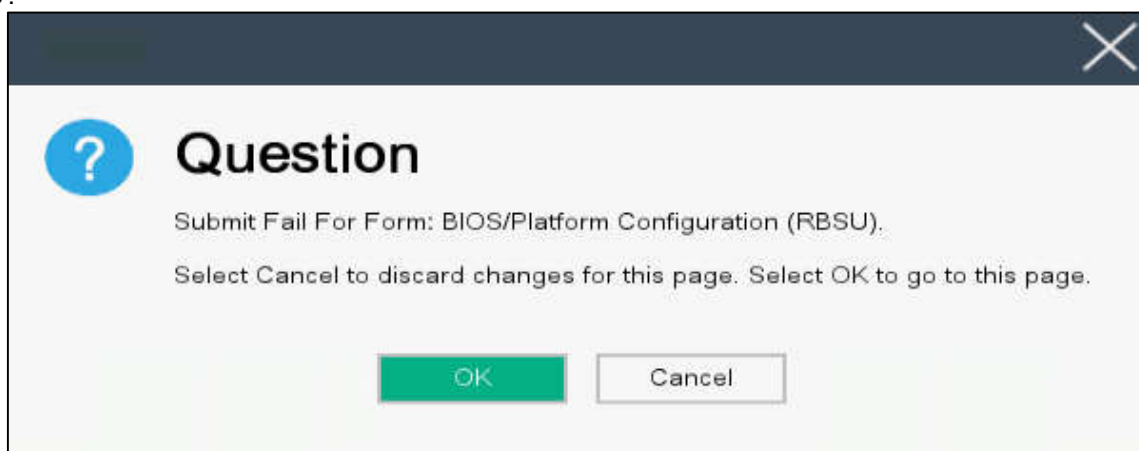 Question
Submit Fail For Form: BIOS/Platform Configuration (RBSU).
Select Cancel to discard changes for this page. Select OK to go to this page.
OK
Cancel